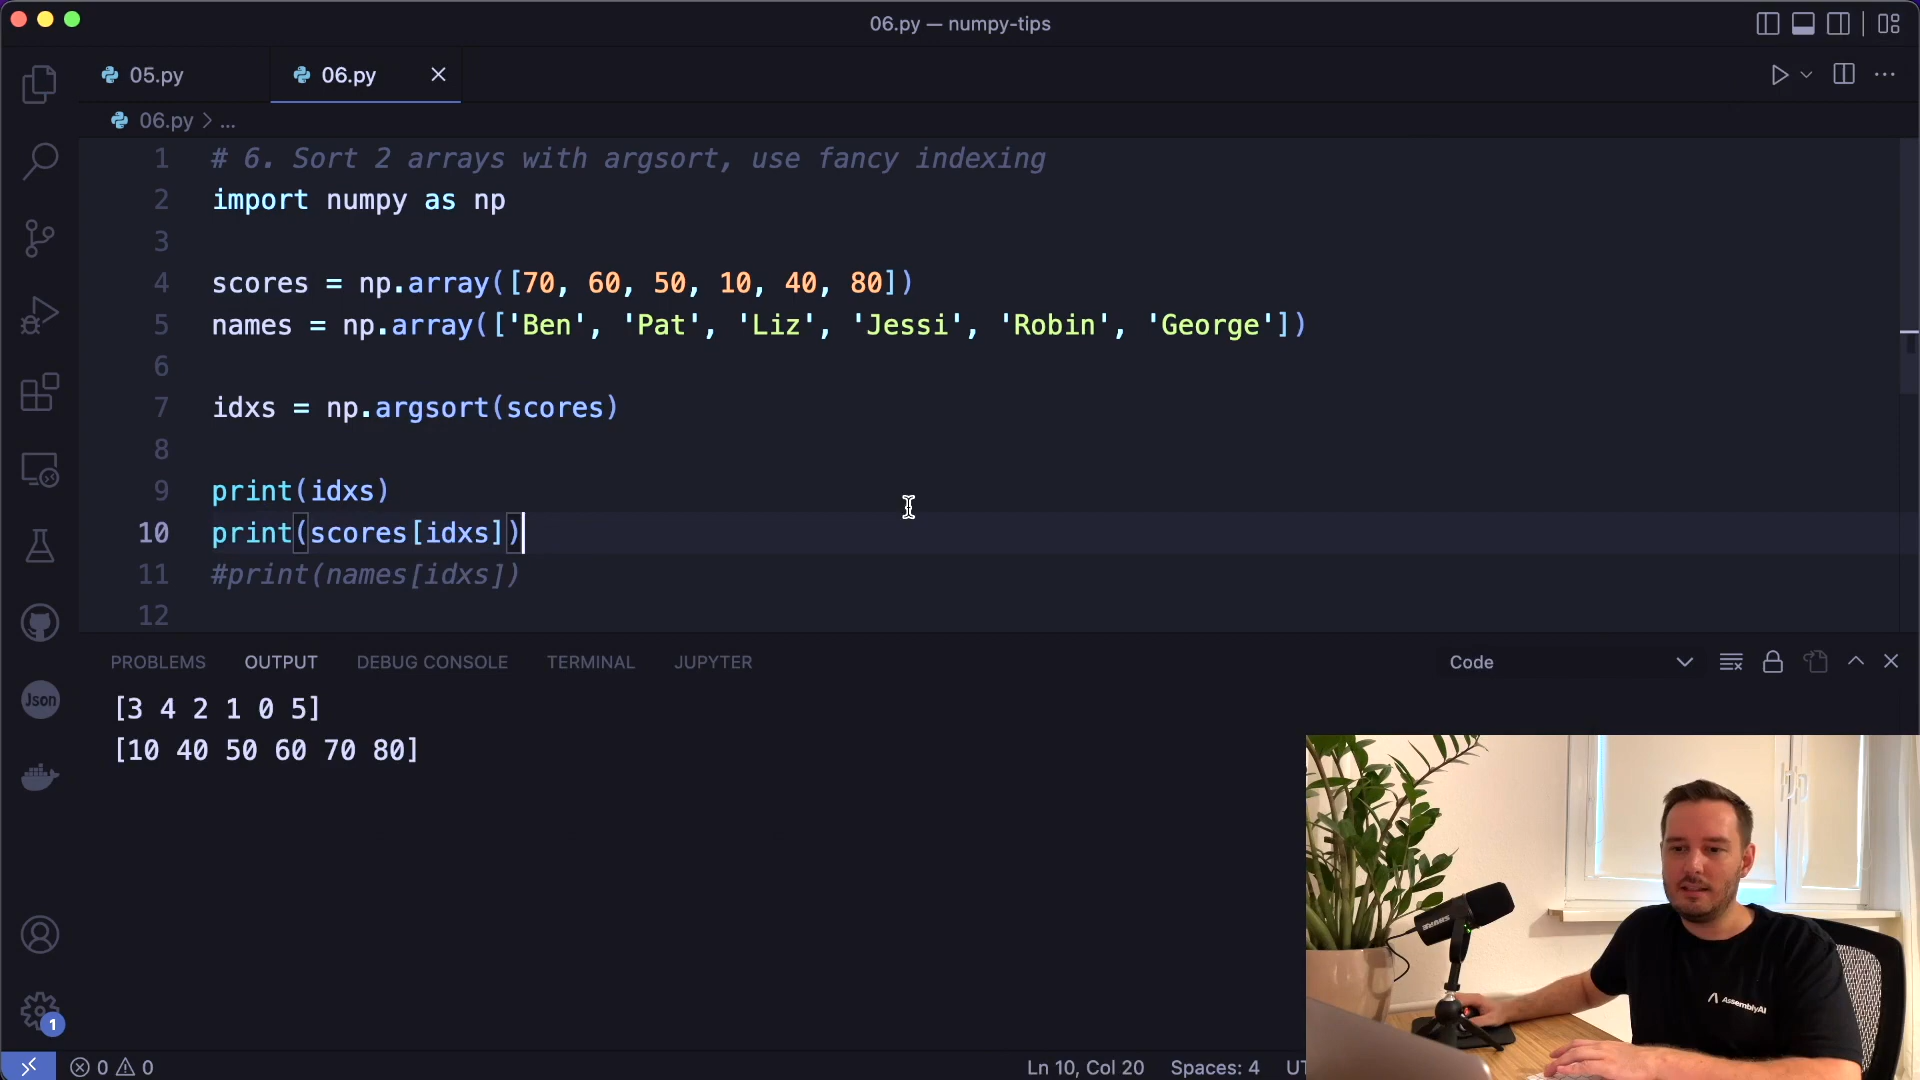 06.py — numpy-tips
05.py
06.py
06.py > ...
1 # 6. Sort 2 arrays with argsort, use fancy indexing
2 import numpy as np
3
4 scores = np.array([70, 60, 50, 10, 40, 80])
5 names = np.array(['Ben', 'Pat', 'Liz', 'Jessi', 'Robin', 'George'])
6
7 idxs = np.argsort(scores)
8
9 print(idxs)
10 print(scores[idxs])
11 #print(names[idxs])
12
PROBLEMS OUTPUT DEBUG CONSOLE TERMINAL JUPYTER Code
[3 4 2 1 0 5]
[10 40 50 60 70 80]
Json
SHURE
AssemblyAI
1
0 0 Ln 10, Col 20 Spaces: 4 UT